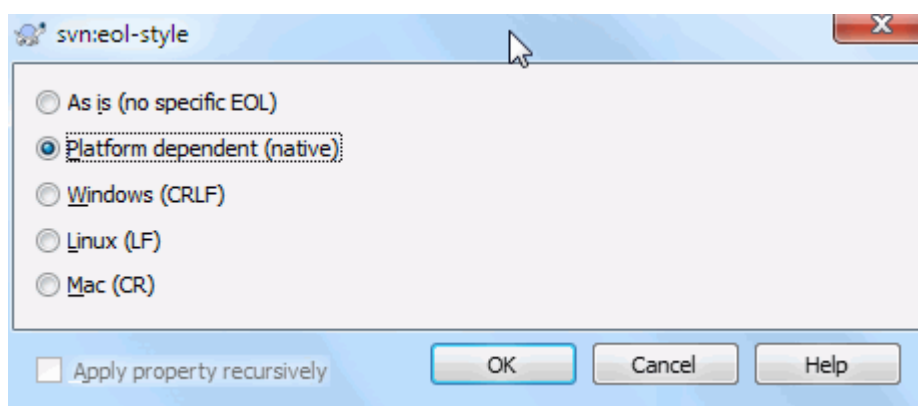 svn:eol-style
As is (no specific EOL)
Platform dependent (native)
Windows (CRLF)
Linux (LF)
Mac (CR)
Apply property recursively
OK
Cancel
Help